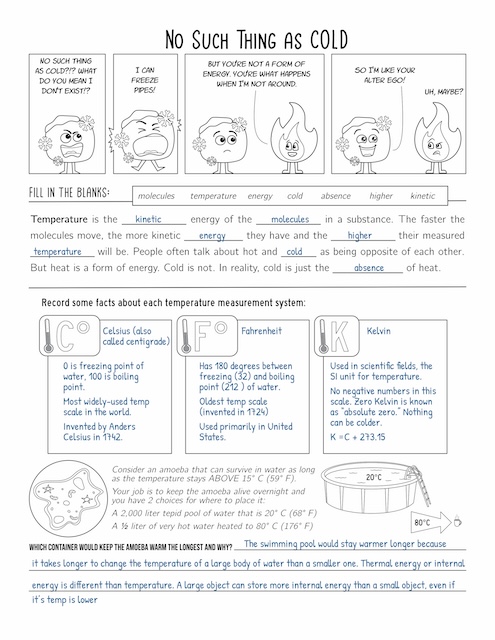 No Such Thing as COLD
NO SUCH THING
AS COLD?!? WHAT
DO YOU MEAN I
DON'T EXIST!?
I CAN
FREEZE
PIPES!
BUT YOU'RE NOT A FORM OF
ENERGY. YOU'RE WHAT HAPPENS
WHEN I'M NOT AROUND.
SO I'M LIKE YOUR
ALTER EGO!
UH, MAYBE?
FILL IN THE BLANKS:
molecules temperature energy cold absence higher kinetic
Temperature is the kinetic energy of the molecules in a substance. The faster the
molecules move, the more kinetic energy they have and the higher their measured
temperature will be. People often talk about hot and cold as being opposite of each other.
But heat is a form of energy. Cold is not. In reality, cold is just the absence of heat.
Record some facts about each temperature measurement system:
C°
Celsius (also
called centigrade)
0 is freezing point of
water, 100 is boiling
point.
Most widely-used temp
scale in the world.
Invented by Anders
Celsius in 1742.
F°
Fahrenheit
Has 180 degrees between
freezing (32) and boiling
point (212 ) of water.
Oldest temp scale
(invented in 1724)
Used primarily in United
States.
K
Kelvin
Used in scientific fields, the
SI unit for temperature.
No negative numbers in this
scale. Zero Kelvin is known
as "absolute zero." Nothing
can be colder.
K =C + 273.15
Consider an amoeba that can survive in water as long
as the temperature stays ABOVE 15° C (59° F).
Your job is to keep the amoeba alive overnight and
you have 2 choices for where to place it:
A 2,000 liter tepid pool of water that is 20° C (68° F)
A ½ liter of very hot water heated to 80° C (176° F)
20°C
80°C
WHICH CONTAINER WOULD KEEP THE AMOEBA WARM THE LONGEST AND WHY? The swimming pool would stay warmer longer because
it takes longer to change the temperature of a large body of water than a smaller one. Thermal energy or internal
energy is different than temperature. A large object can store more internal energy than a small object, even if
it's temp is lower